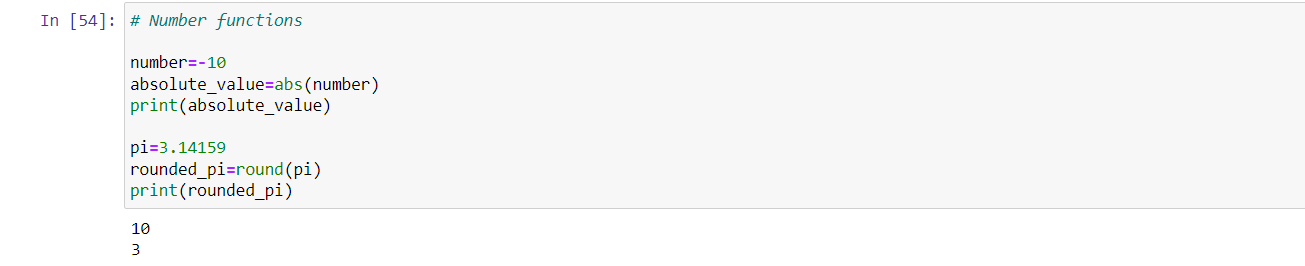 In [54]: # Number functions
number=-10
absolute_value=abs(number)
print(absolute_value)
pi=3.14159
rounded_pi=round(pi)
print(rounded_pi)
10
3